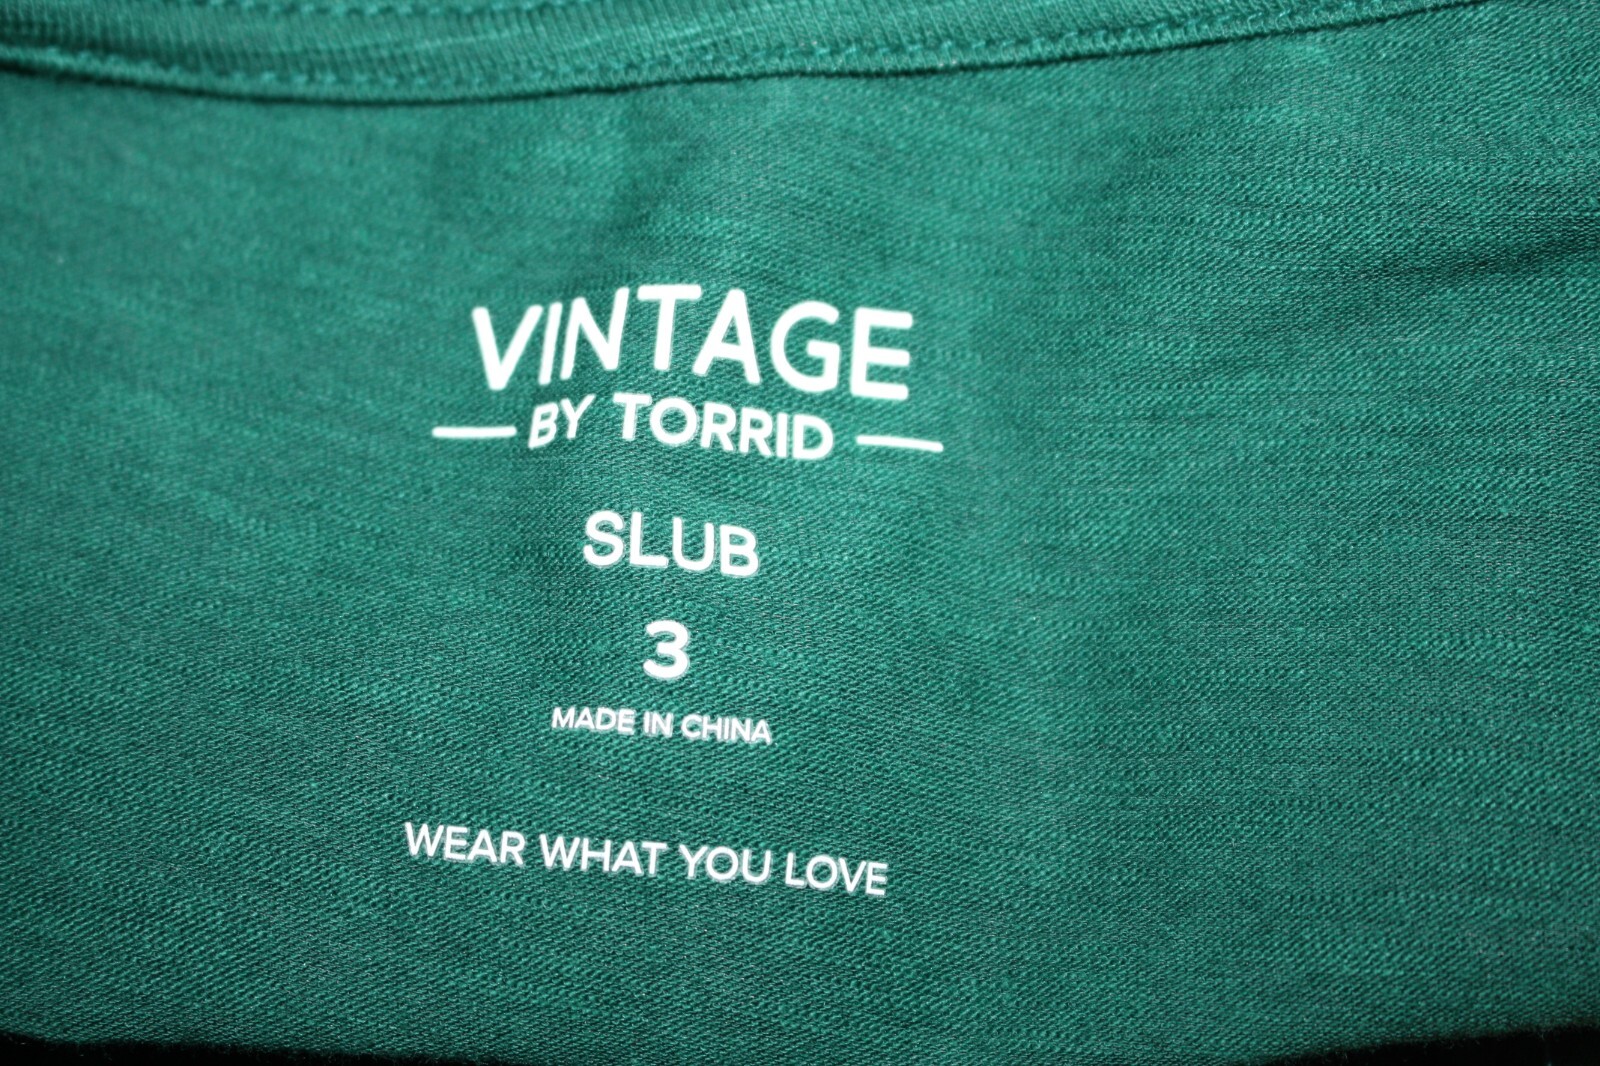 VINTAGE
BY TORRID
SLUB
3
MADE IN CHINA
WEAR WHAT YOU LOVE